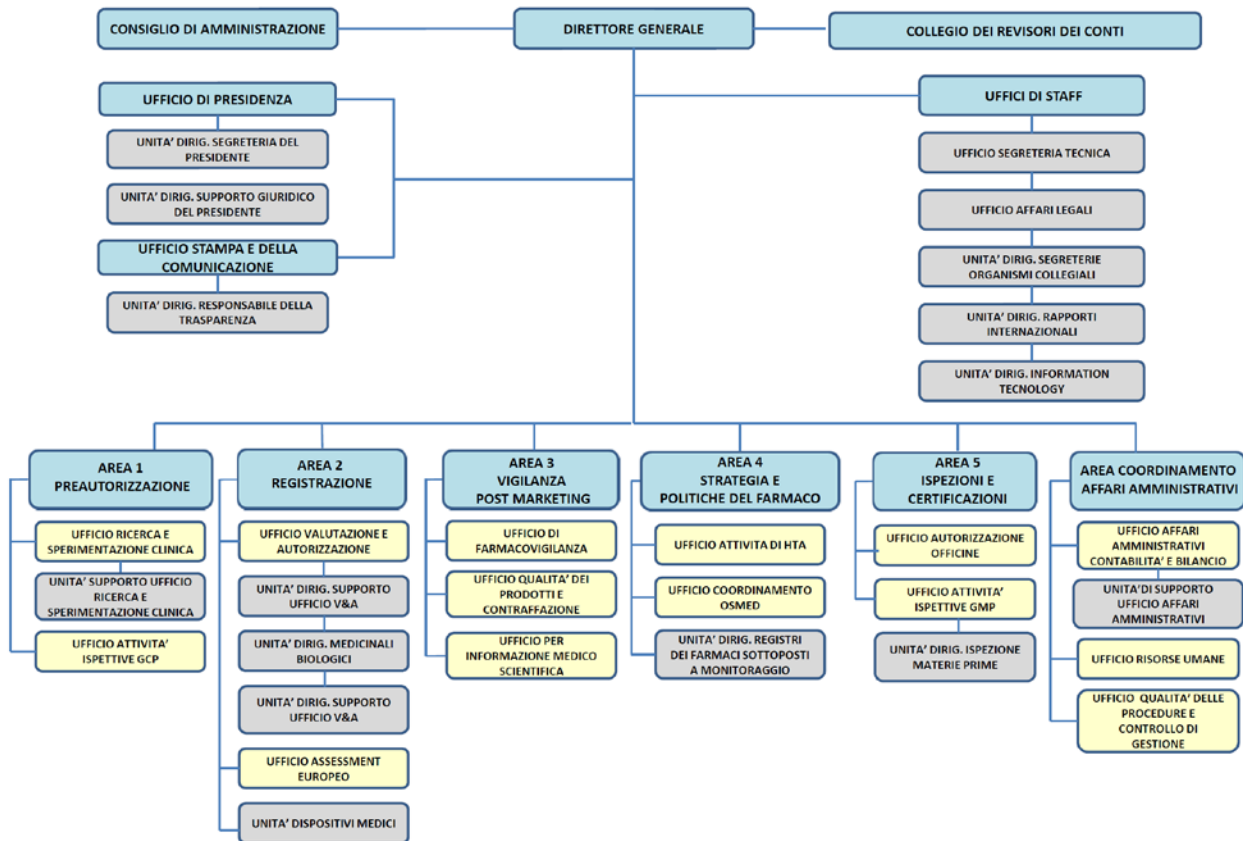 CONSIGLIO DI AMMINISTRAZIONE
DIRETTORE GENERALE
COLLEGIO DEI REVISORI DEI CONTI
UFFICIO DI PRESIDENZA
UNITA’ DIRIG. SEGRETERIA DEL
PRESIDENTE
UNITA’ DIRIG. SUPPORTO GIURIDICO
DEL PRESIDENTE
UFFICIO STAMPA E DELLA
COMUNICAZIONE
UNITA’ DIRIG. RESPONSABILE DELLA
TRASPARENZA
UFFICI DI STAFF
UFFICIO SEGRETERIA TECNICA
UFFICIO AFFARI LEGALI
UNITA’ DIRIG. SEGRETERIE
ORGANISMI COLLEGIALI
UNITA’ DIRIG. RAPPORTI
INTERNAZIONALI
UNITA’ DIRIG. INFORMATION
TECNOLOGY
AREA 1
PREAUTORIZZAZIONE
UFFICIO RICERCA E
SPERIMENTAZIONE CLINICA
UNITA’ SUPPORTO UFFICIO
RICERCA E
SPERIMENTAZIONE CLINICA
UFFICIO ATTIVITA’
ISPETTIVE GCP
AREA 2
REGISTRAZIONE
UFFICIO VALUTAZIONE E
AUTORIZZAZIONE
UNITA’ DIRIG. SUPPORTO
UFFICIO V&A
UNITA’ DIRIG. MEDICINALI
BIOLOGICI
UNITA’ DIRIG. SUPPORTO
UFFICIO V&A
UFFICIO ASSESSMENT
EUROPEO
UNITA’ DISPOSITIVI MEDICI
AREA 3
VIGILANZA
POST MARKETING
UFFICIO DI
FARMACOVIGILANZA
UFFICIO QUALITA’ DEI
PRODOTTI E
CONTRAFFAZIONE
UFFICIO PER
INFORMAZIONE MEDICO
SCIENTIFICA
AREA 4
STRATEGIA E
POLITICHE DEL FARMACO
UFFICIO ATTIVITA DI HTA
UFFICIO COORDINAMENTO
OSMED
UNITA’ DIRIG. REGISTRI
DEI FARMACI SOTTOPOSTI
A MONITORAGGIO
AREA 5
ISPEZIONI E
CERTIFICAZIONI
UFFICIO AUTORIZZAZIONE
OFFICINE
UFFICIO ATTIVITA’
ISPETTIVE GMP
UNITA’ DIRIG. ISPEZIONE
MATERIE PRIME
AREA COORDINAMENTO
AFFARI AMMINISTRATIVI
UFFICIO AFFARI
AMMINISTRATIVI
CONTABILITA’ E BILANCIO
UNITA’DI SUPPORTO
UFFICIO AFFARI
AMMINISTRATIVI
UFFICIO RISORSE UMANE
UFFICIO QUALITA’ DELLE
PROCEDURE E
CONTROLLO DI
GESTIONE